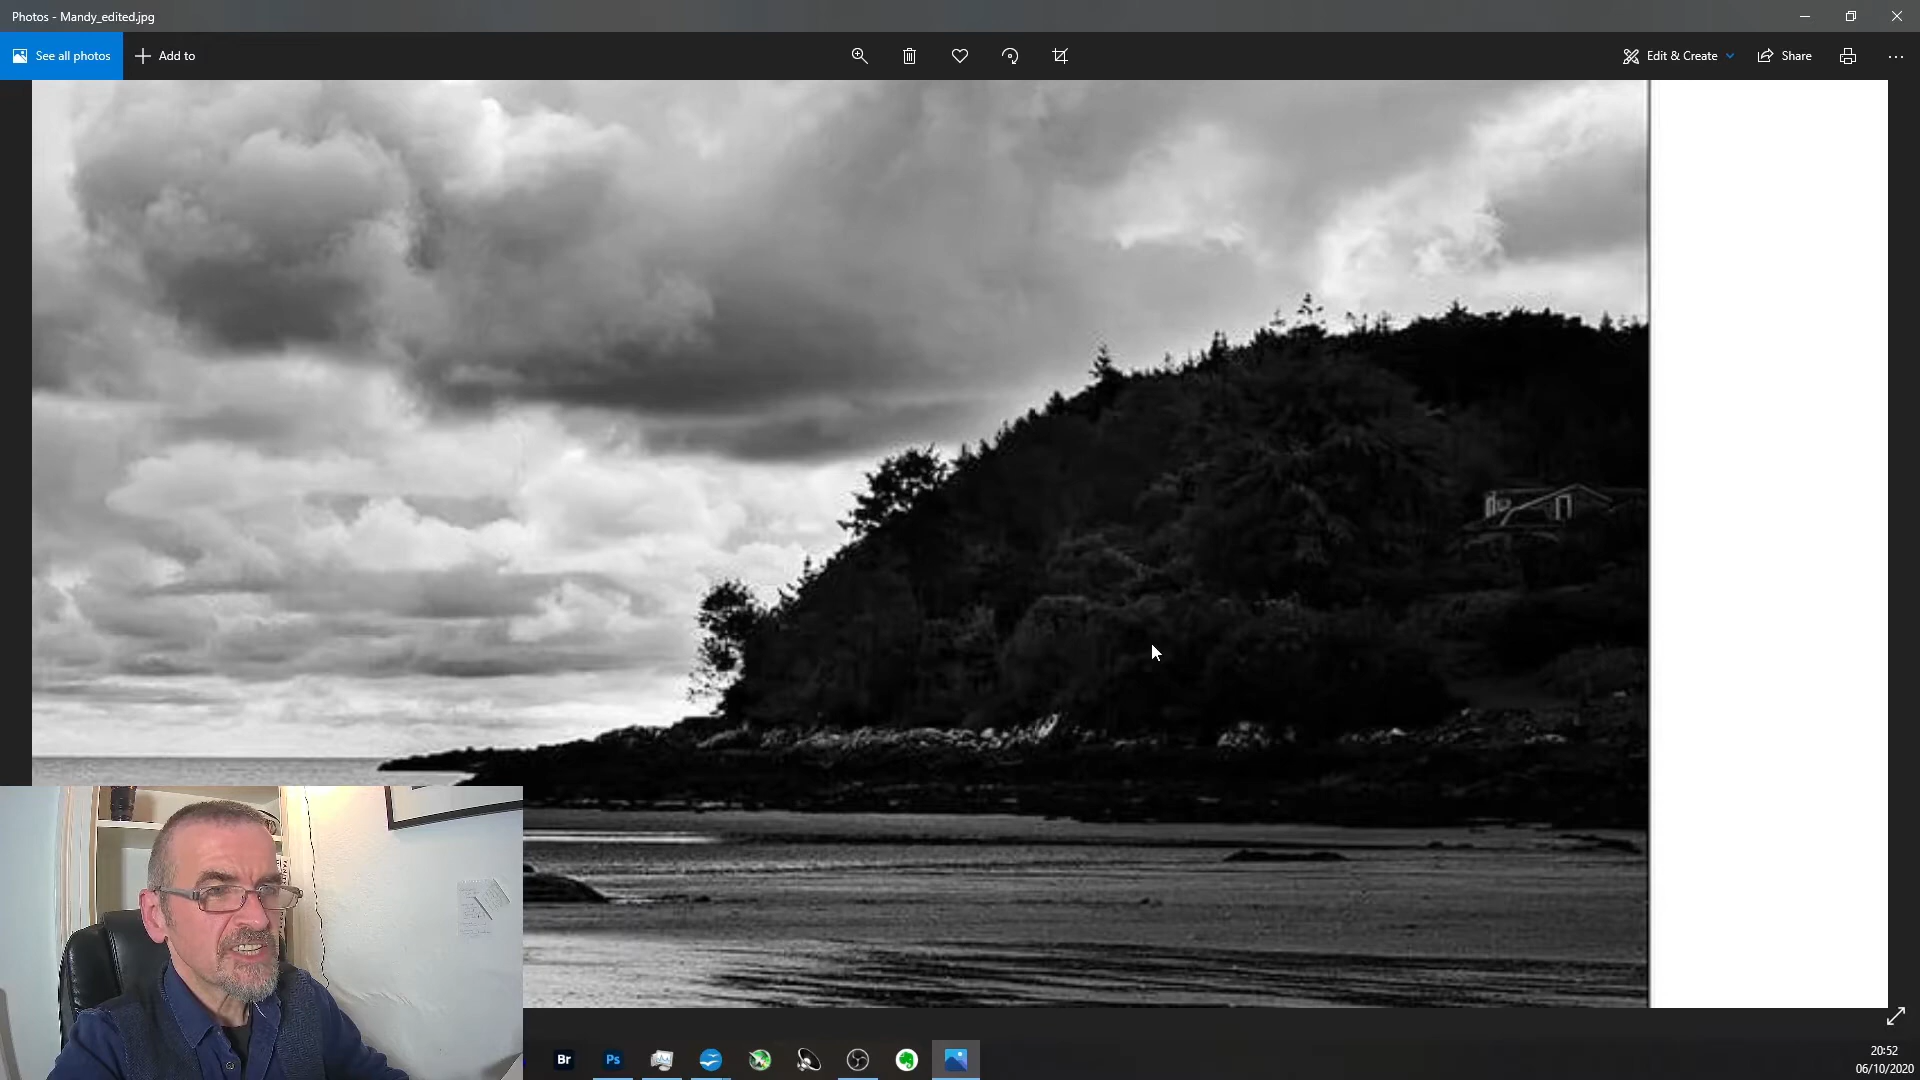 Photos - Mandy_edited.jpg
See all photos
Add to
Edit & Create
Share
Br
Ps
20:52
06/10/2020